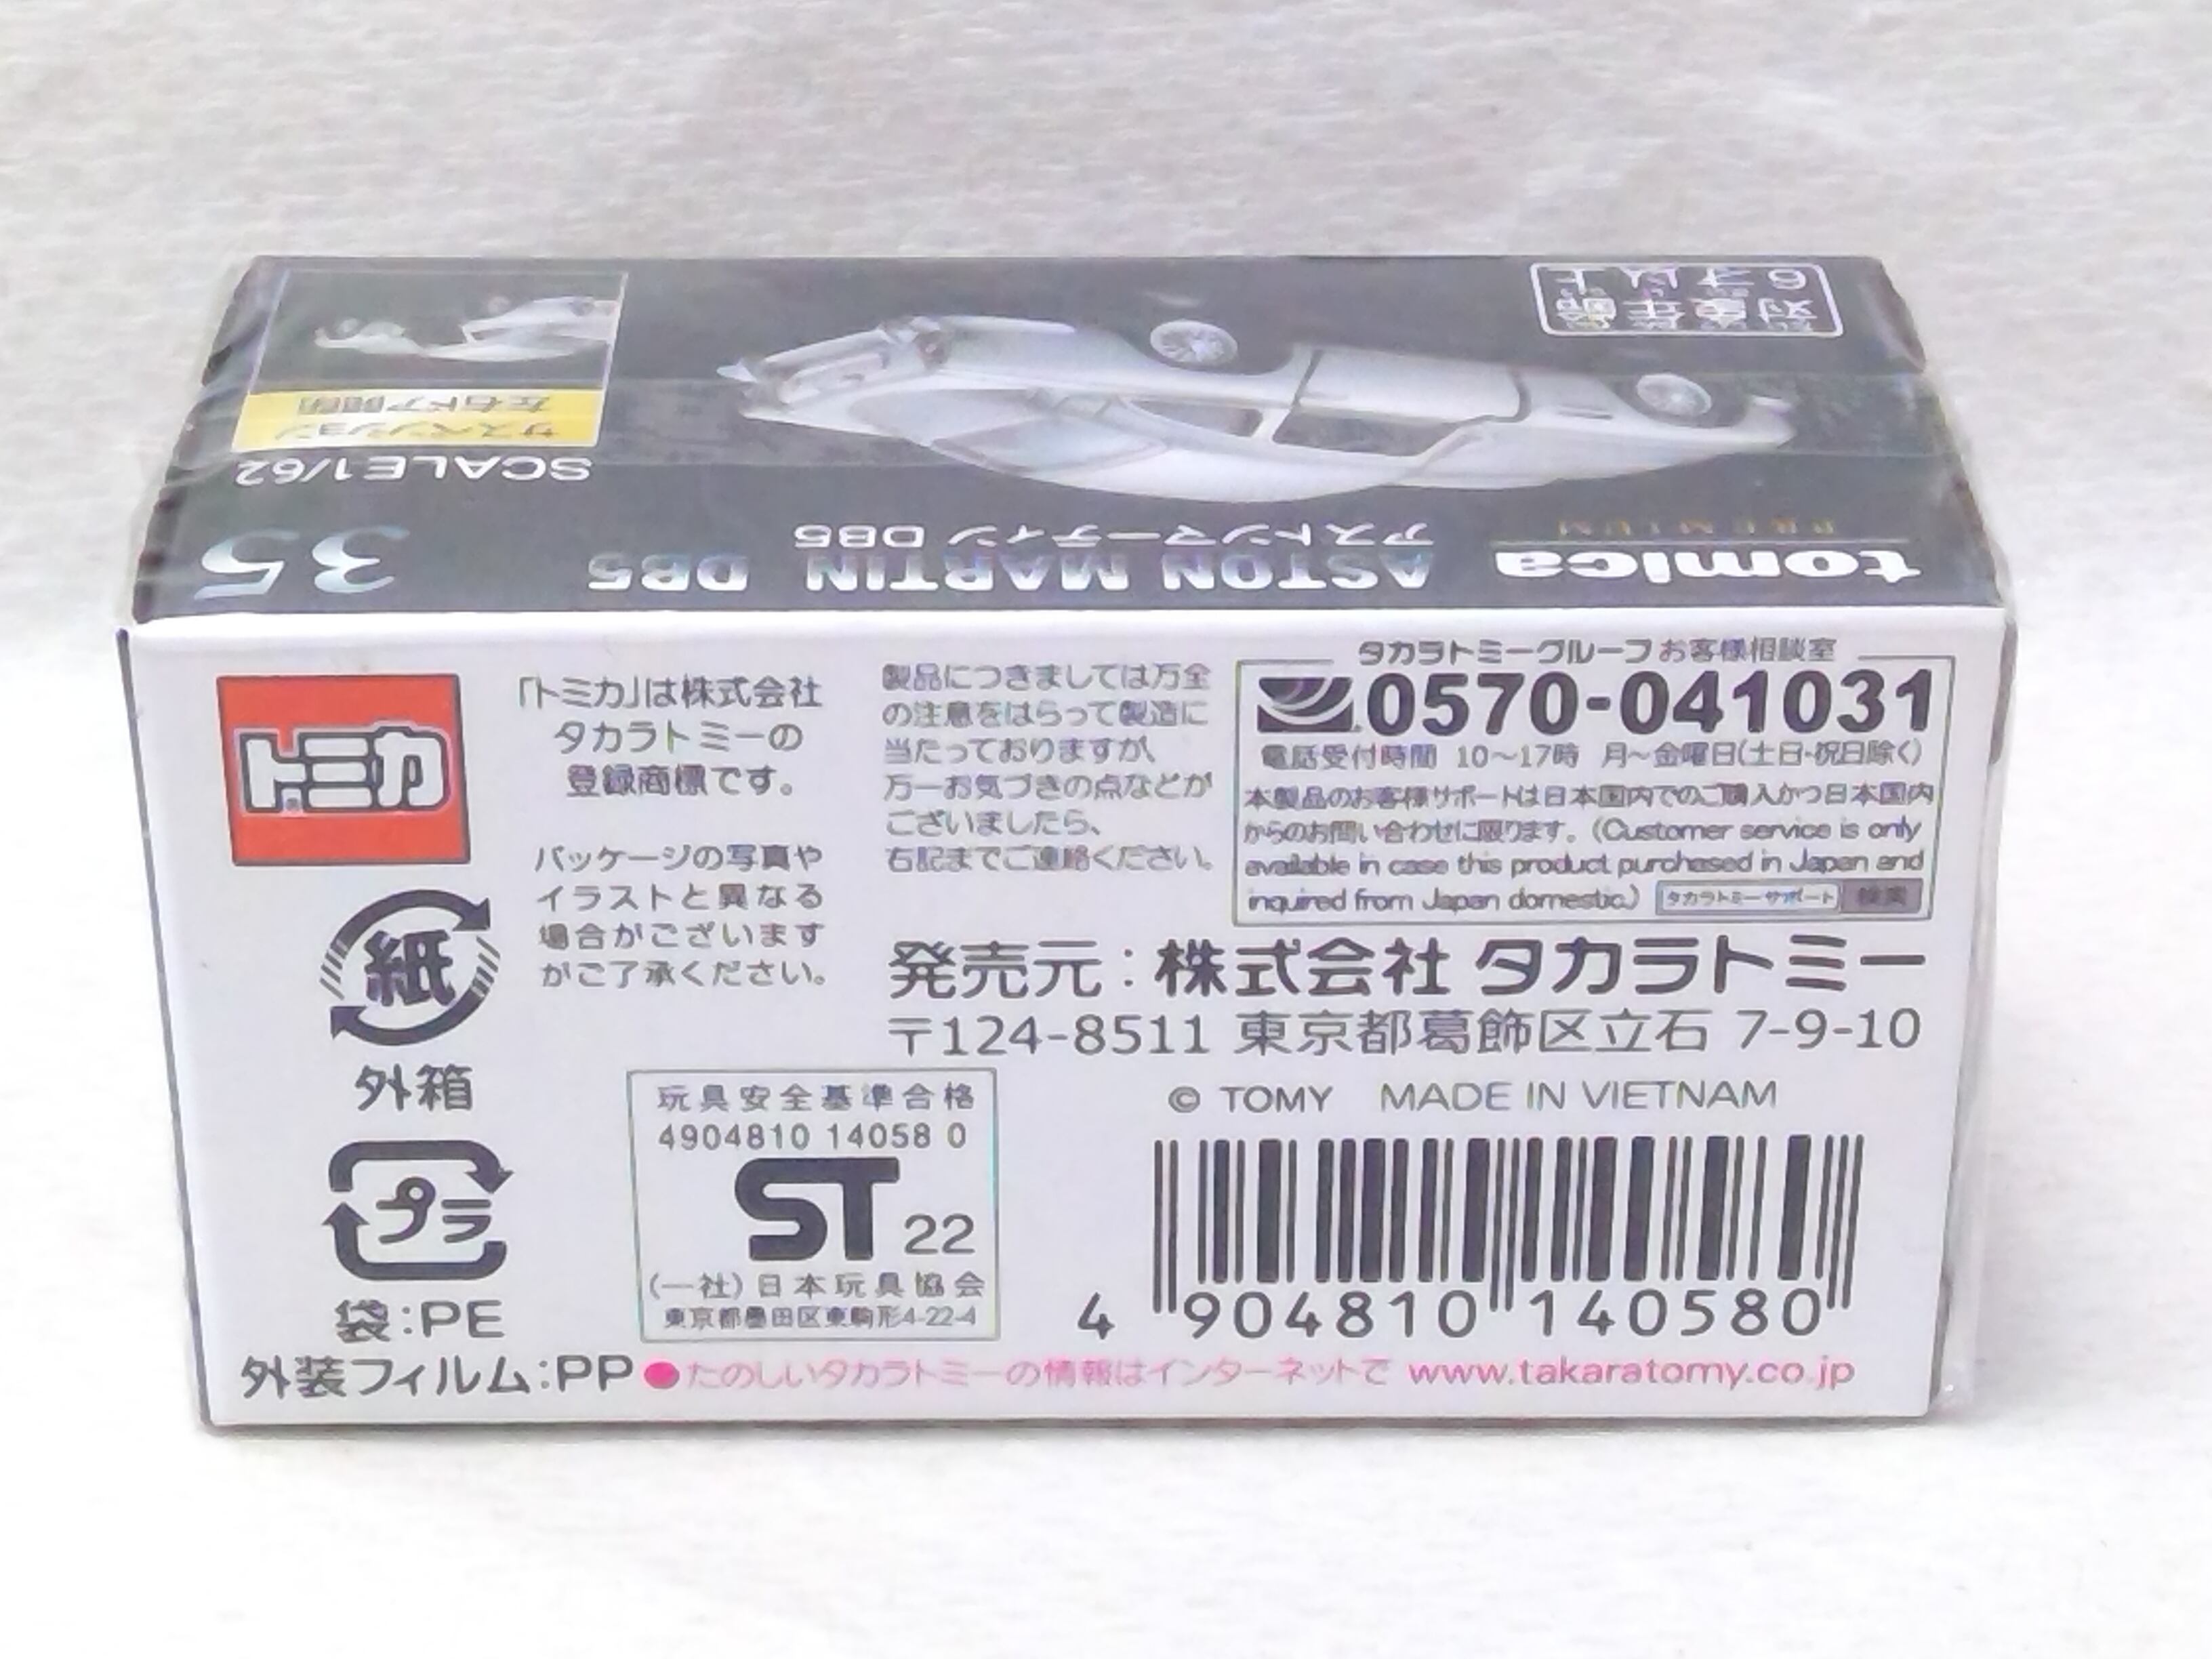 対象年齢
6才以上
サスペンション
左右ドア開閉
SCALE 1/62
tomica
PREMIUM
ASTON MARTIN DB5
アストンマーティン DB5
35
トミカ
「トミカ」は株式会社
タカラトミーの
登録商標です。
パッケージの写真や
イラストと異なる
場合がございます
がご了承ください。
製品につきましては万全
の注意をはらって製造に
当たっておりますが、
万一お気づきの点などが
ございましたら、
右記までご連絡ください。
タカラトミーグループお客様相談室
0570-041031
電話受付時間 10～17時 月～金曜日(土日・祝日除く)
本製品のお客様サポートは日本国内でのご購入かつ日本国内
からのお問い合わせに限ります。(Customer service is only
available in case this product purchased in Japan and
inquired from Japan domestic.) タカラトミーサポート 検索
発売元：株式会社 タカラトミー
〒124-8511 東京都葛飾区立石 7-9-10
© TOMY MADE IN VIETNAM
紙
外箱
プラ
袋：PE
外装フィルム：PP
玩具安全基準合格
4904810 14058 0
ST 22
(一社)日本玩具協会
東京都墨田区東駒形4-22-4
4 904810 140580
●たのしいタカラトミーの情報はインターネットで www.takaratomy.co.jp